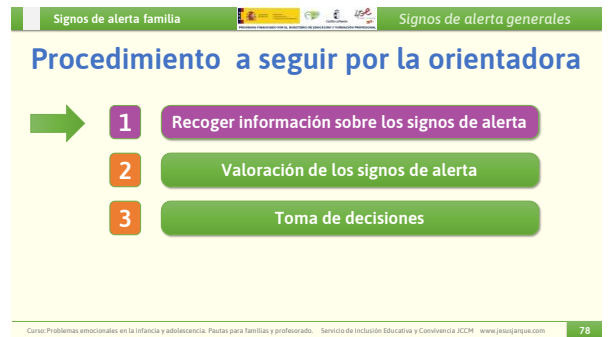 Signos de alerta familia
Signos de alerta generales
Procedimiento a seguir por la orientadora
1 Recoger información sobre los signos de alerta
2 Valoración de los signos de alerta
3 Toma de decisiones
Curso: Problemas emocionales en la infancia y adolescencia. Pautas para familias y profesorado. Servicio de Inclusión Educativa y Convivencia JCCM www.jesusjarque.com 78